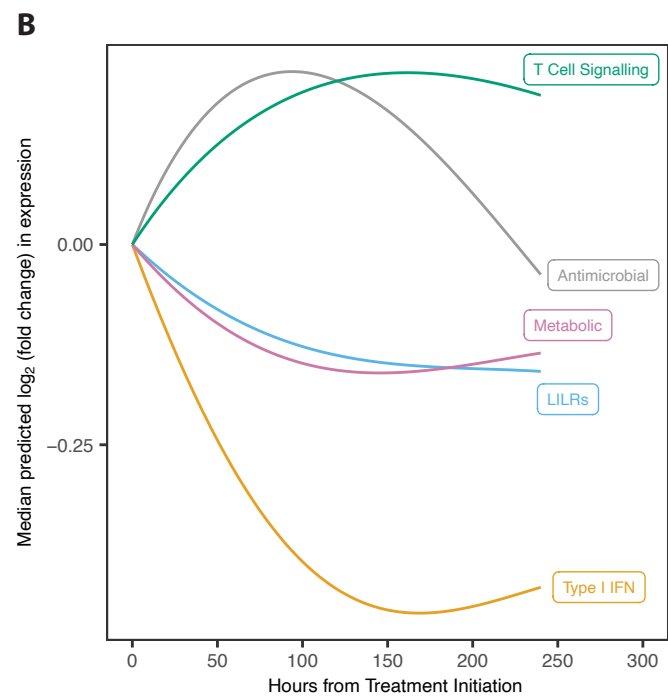 B
T Cell Signalling
Antimicrobial
Metabolic
LILRs
Type I IFN
0.00
−0.25
Median predicted log₂ (fold change) in expression
0 50 100 150 200 250 300
Hours from Treatment Initiation